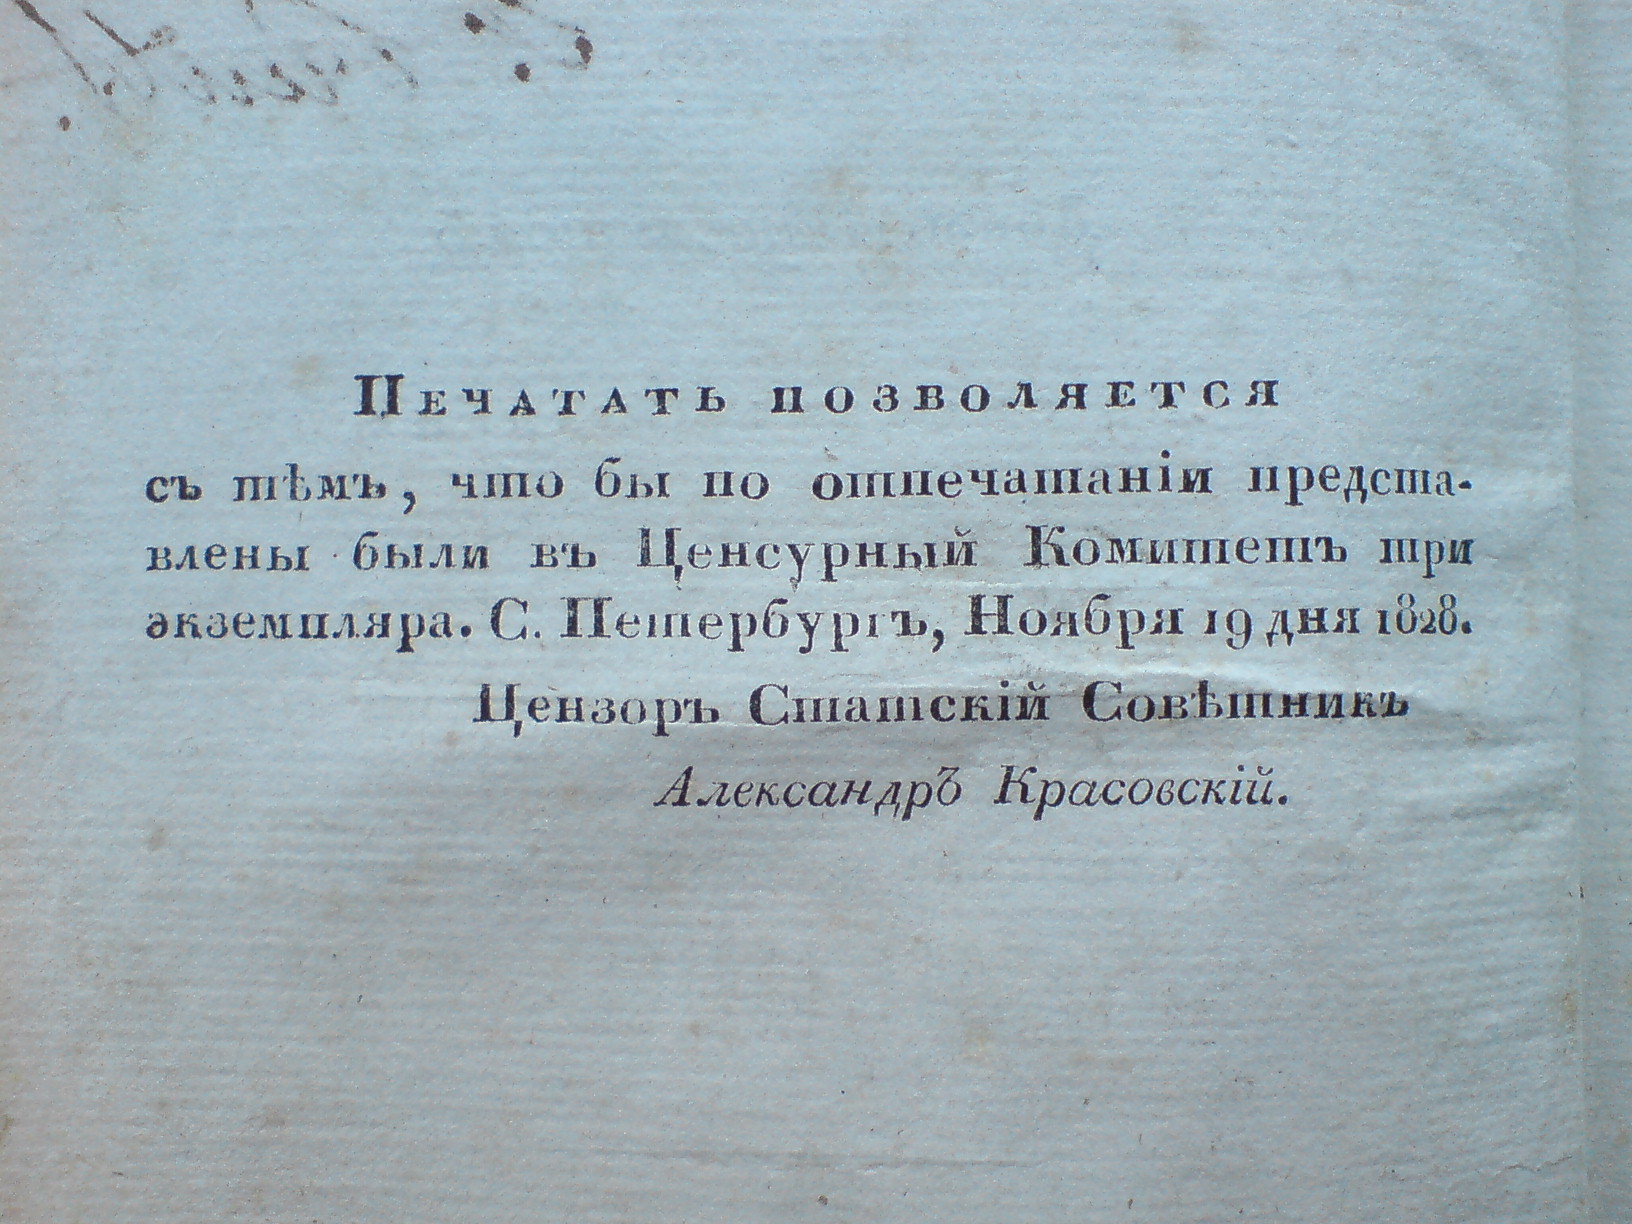 Печатать позволяется
съ тѣмъ, что бы по отпечатаніи предста-
влены были въ Ценсурный Комитетъ три
экземпляра. С. Петербургъ, Ноября 19 дня 1828.
Цензоръ Статскій Совѣтникъ
Александръ Красовскій.